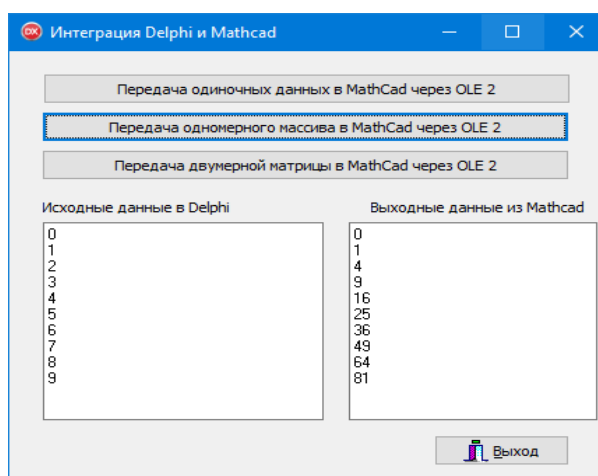 Интеграция Delphi и Mathcad
Передача одиночных данных в MathCad через OLE 2
Передача одномерного массива в MathCad через OLE 2
Передача двумерной матрицы в MathCad через OLE 2
Исходные данные в Delphi
0
1
2
3
4
5
6
7
8
9
Выходные данные из Mathcad
0
1
4
9
16
25
36
49
64
81
Выход